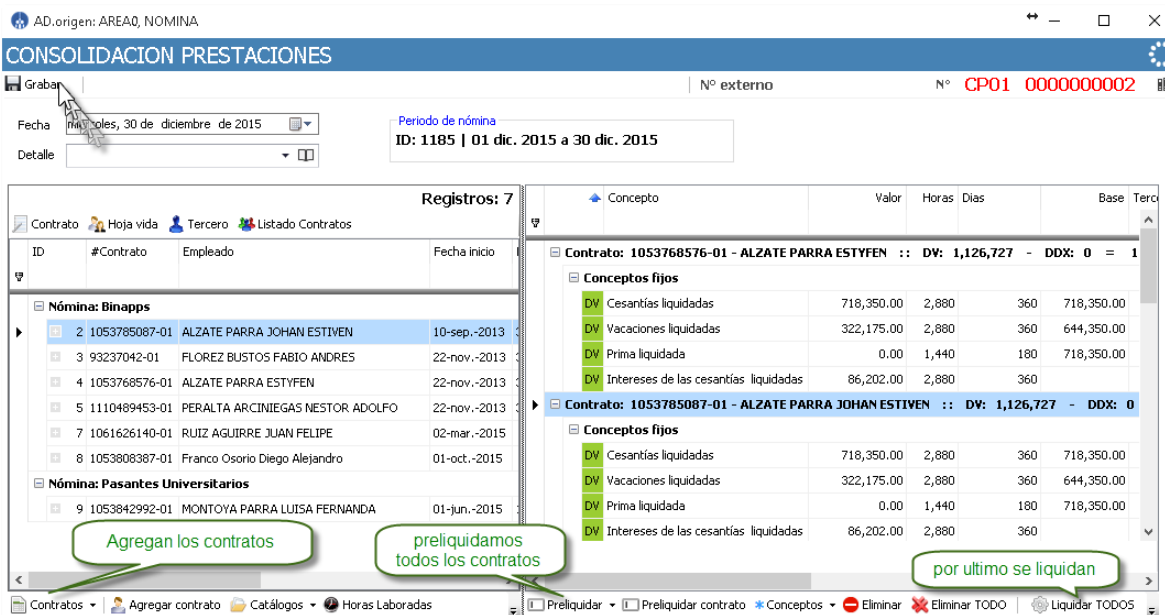 AD.origen: AREA0, NOMINA
CONSOLIDACION PRESTACIONES
Grabar
Nº externo
Nº CP01 0000000002
Fecha
miércoles, 30 de diciembre de 2015
Periodo de nómina
ID: 1185 | 01 dic. 2015 a 30 dic. 2015
Detalle
Registros: 7
Contrato Hoja vida Tercero Listado Contratos
ID #Contrato Empleado Fecha inicio
Nómina: Binapps
2 1053785087-01 ALZATE PARRA JOHAN ESTIVEN 10-sep.-2013
3 93237042-01 FLOREZ BUSTOS FABIO ANDRES 22-nov.-2013
4 1053768576-01 ALZATE PARRA ESTYFEN 22-nov.-2013
5 1110489453-01 PERALTA ARCINIEGAS NESTOR ADOLFO 22-nov.-2013
7 1061626140-01 RUIZ AGUIRRE JUAN FELIPE 02-mar.-2015
8 1053808387-01 Franco Osorio Diego Alejandro 01-oct.-2015
Nómina: Pasantes Universitarios
9 1053842992-01 MONTOYA PARRA LUISA FERNANDA 01-jun.-2015
Concepto Valor Horas Dias Base Terc
Contrato: 1053768576-01 - ALZATE PARRA ESTYFEN :: DV: 1,126,727 - DDX: 0 = 1
Conceptos fijos
DV Cesantías liquidadas 718,350.00 2,880 360 718,350.00
DV Vacaciones liquidadas 322,175.00 2,880 360 644,350.00
DV Prima liquidada 0.00 1,440 180 718,350.00
DV Intereses de las cesantías liquidadas 86,202.00 2,880 360
Contrato: 1053785087-01 - ALZATE PARRA JOHAN ESTIVEN :: DV: 1,126,727 - DDX: 0
Conceptos fijos
DV Cesantías liquidadas 718,350.00 2,880 360 718,350.00
DV Vacaciones liquidadas 322,175.00 2,880 360 644,350.00
DV Prima liquidada 0.00 1,440 180 718,350.00
DV Intereses de las cesantías liquidadas 86,202.00 2,880 360
Agregan los contratos
preliquidamos
todos los contratos
por ultimo se liquidan
Contratos Agregar contrato Catálogos Horas Laboradas
Preliquidar Preliquidar contrato Conceptos Eliminar Eliminar TODO Liquidar TODOS